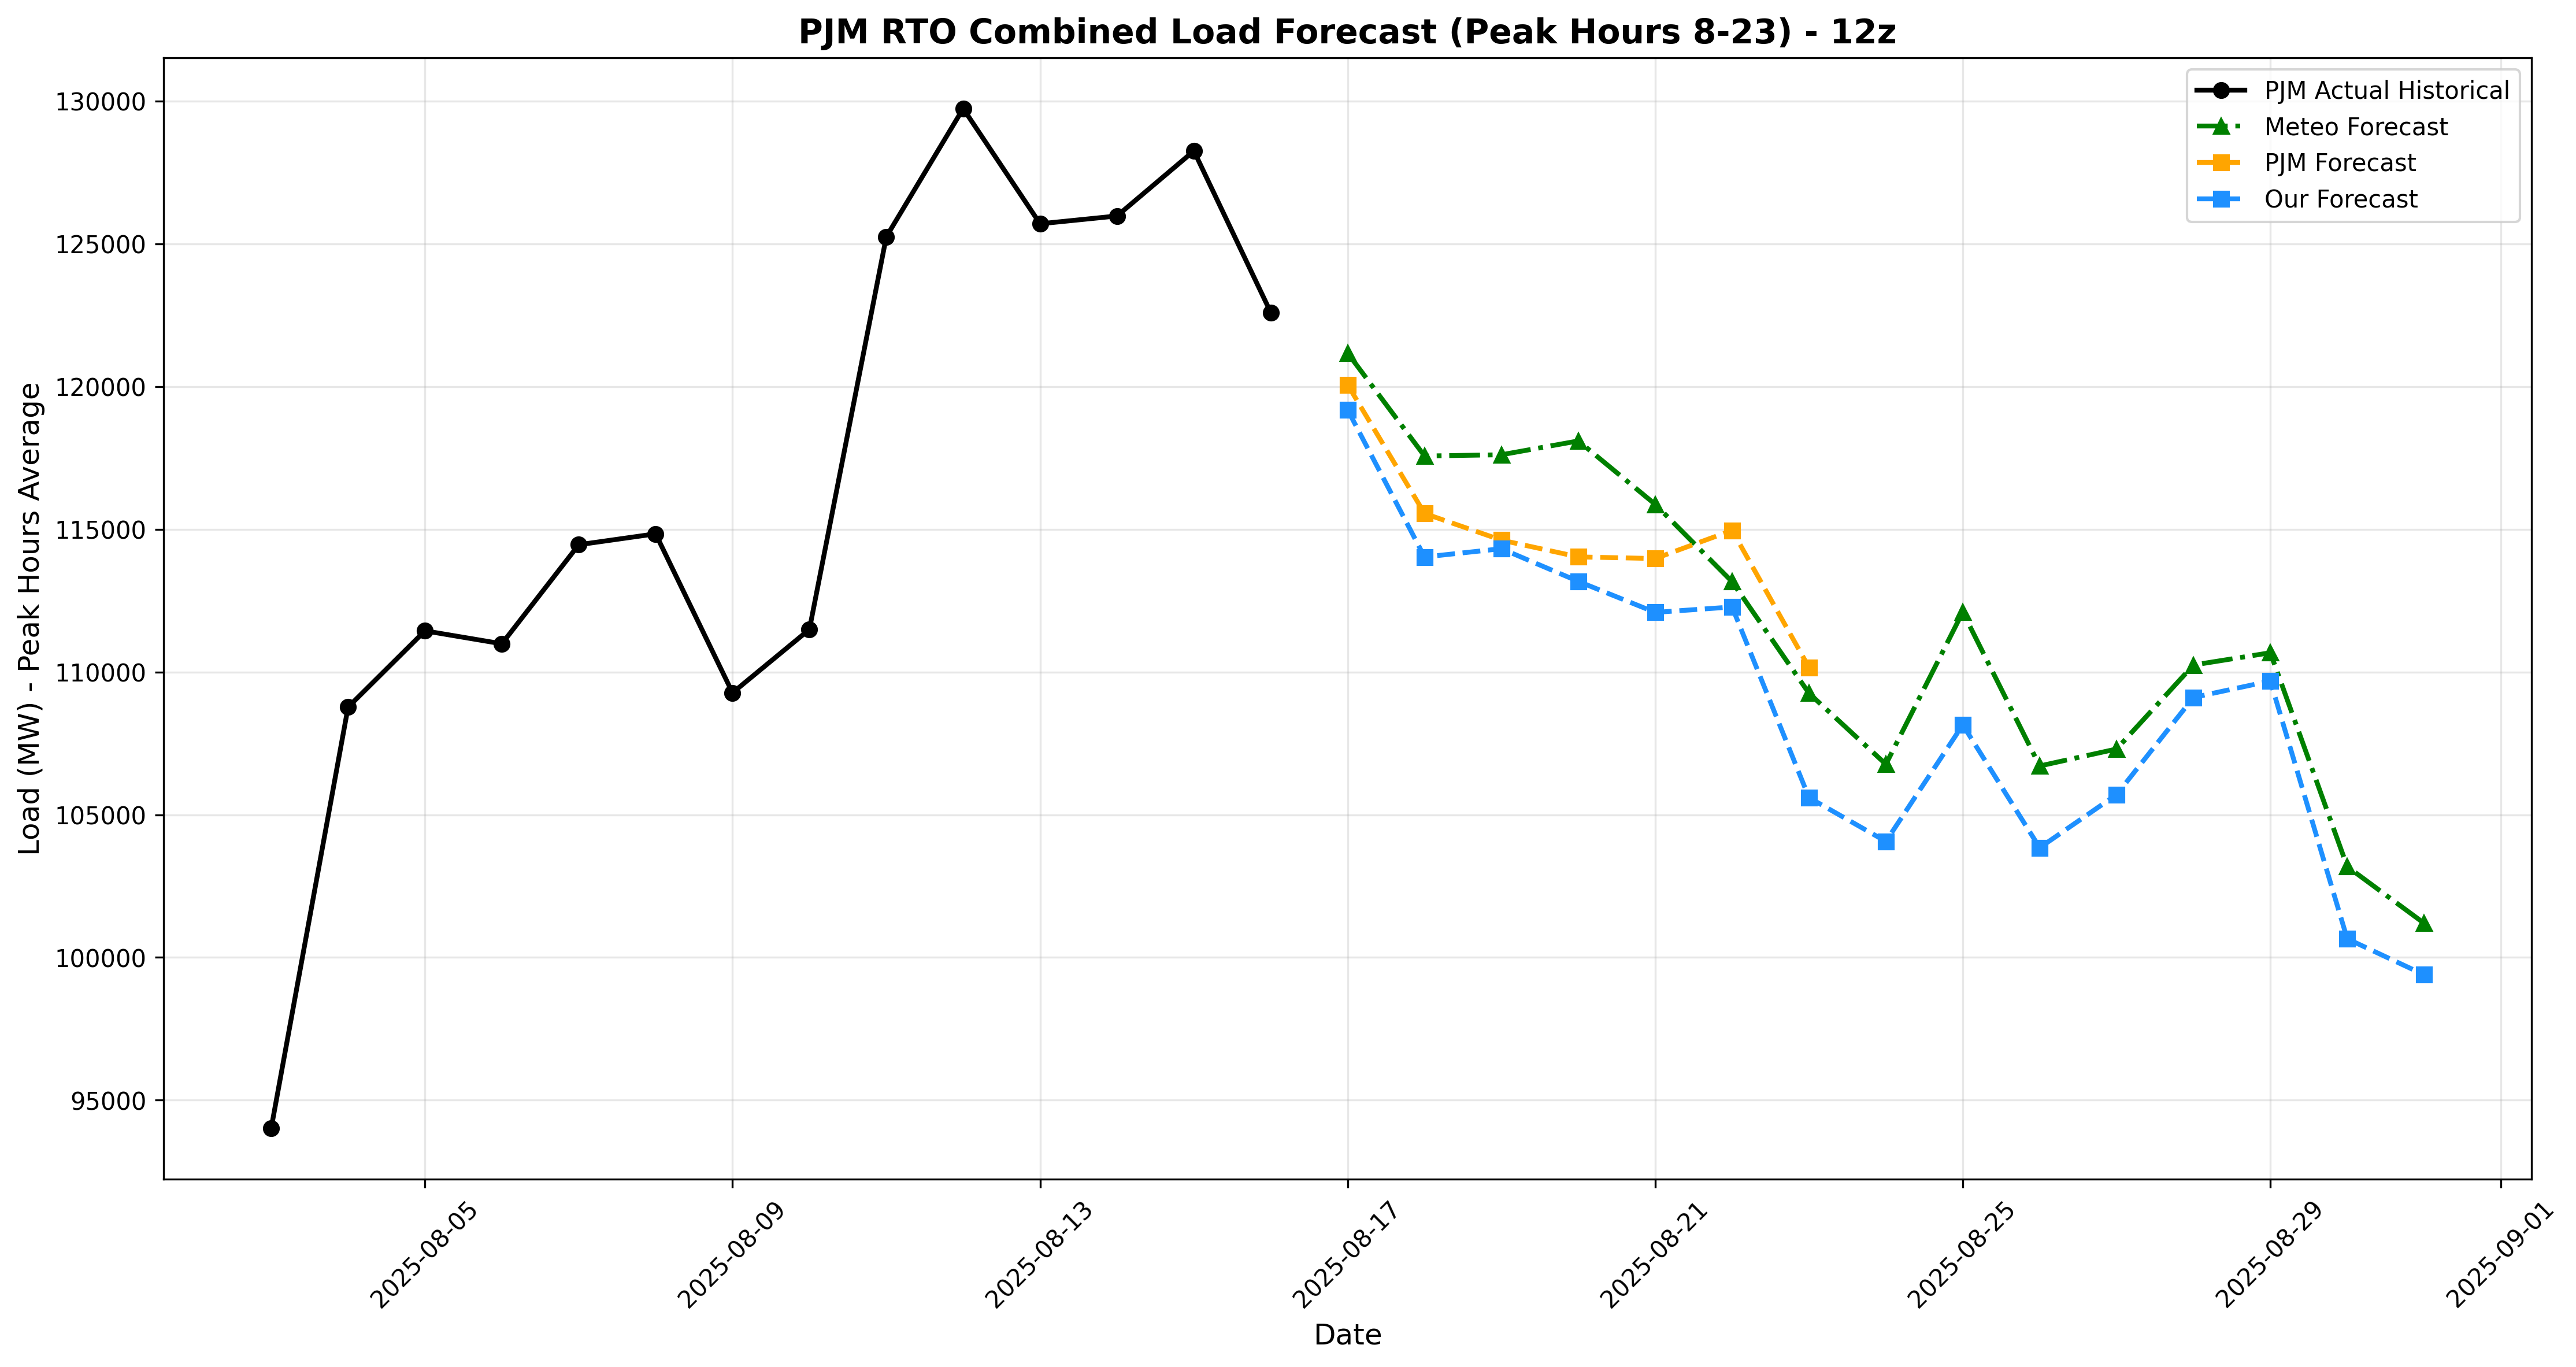 PJM RTO Combined Load Forecast (Peak Hours 8-23) - 12z
PJM Actual Historical
Meteo Forecast
PJM Forecast
Our Forecast
Load (MW) - Peak Hours Average
130000
125000
120000
115000
110000
105000
100000
95000
2025-08-05
2025-08-09
2025-08-13
2025-08-17
2025-08-21
2025-08-25
2025-08-29
2025-09-01
Date